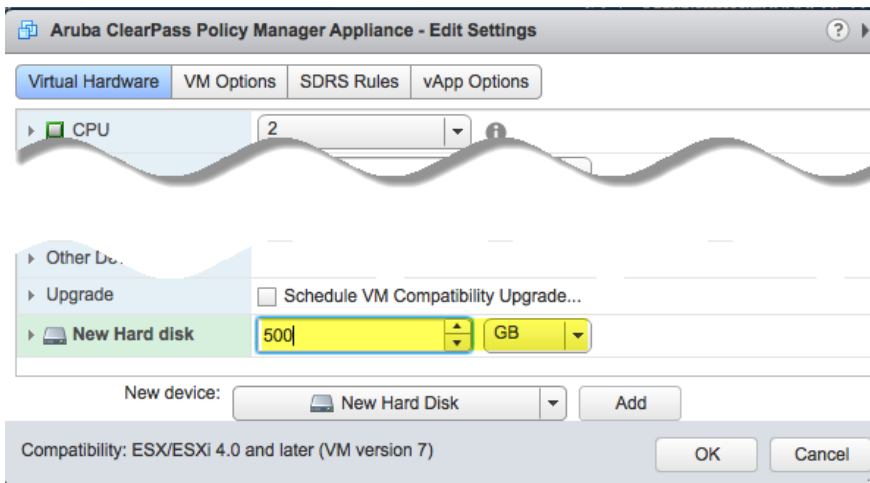 Aruba ClearPass Policy Manager Appliance - Edit Settings
Virtual Hardware VM Options SDRS Rules vApp Options
CPU 2
Other
Upgrade Schedule VM Compatibility Upgrade...
New Hard disk 500 GB
New device: New Hard Disk Add
Compatibility: ESX/ESXi 4.0 and later (VM version 7) OK Cancel